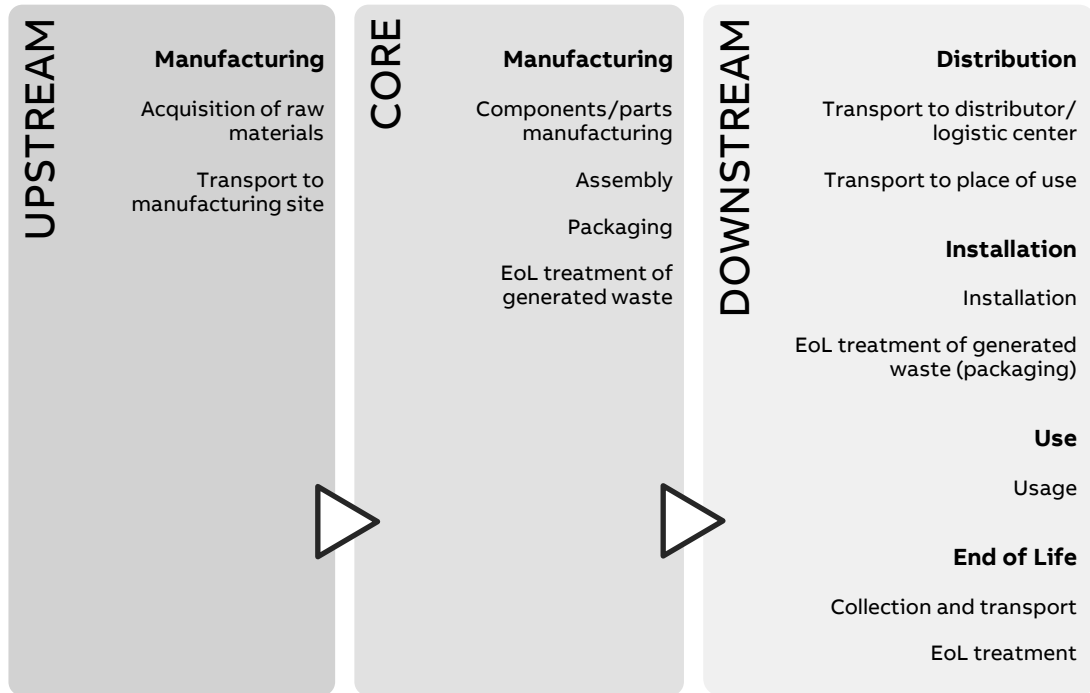 UPSTREAM
Manufacturing
Acquisition of raw
materials
Transport to
manufacturing site
CORE
Manufacturing
Components/parts
manufacturing
Assembly
Packaging
EoL treatment of
generated waste
DOWNSTREAM
Distribution
Transport to distributor/
logistic center
Transport to place of use
Installation
Installation
EoL treatment of generated
waste (packaging)
Use
Usage
End of Life
Collection and transport
EoL treatment